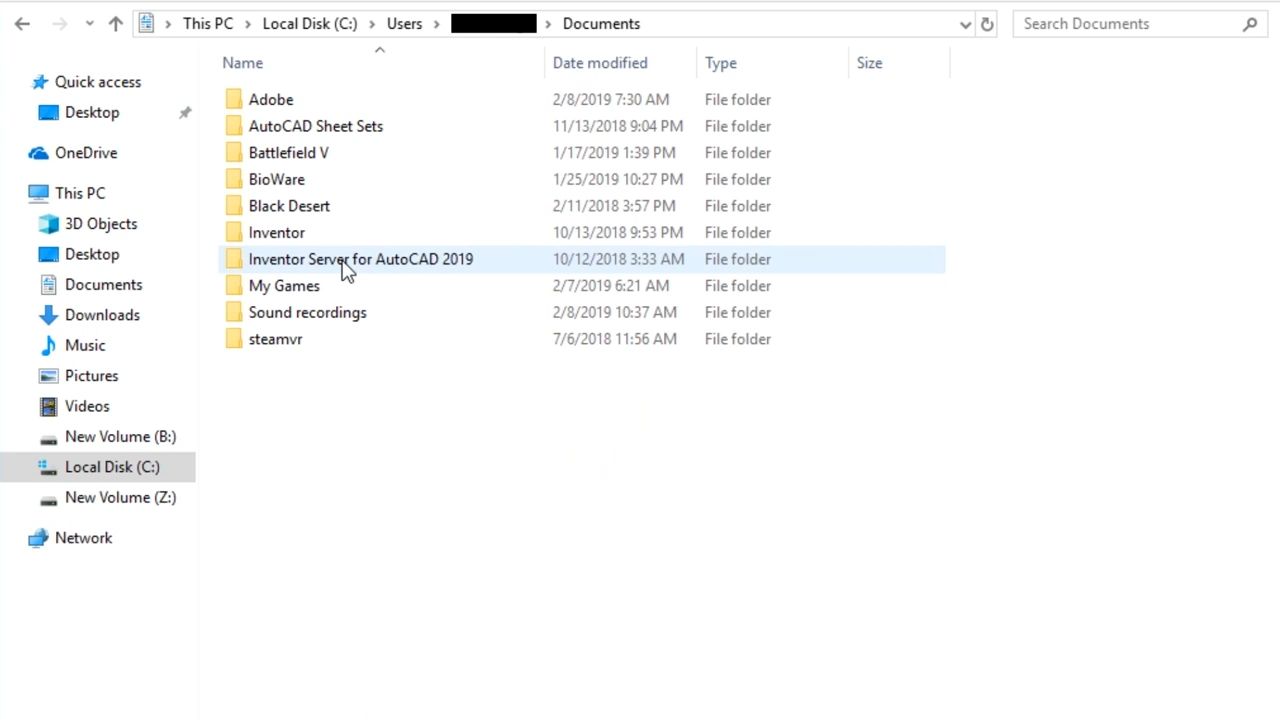 This PC > Local Disk (C:) > Users > > Documents
Search Documents
Quick access
Desktop
OneDrive
This PC
3D Objects
Desktop
Documents
Downloads
Music
Pictures
Videos
New Volume (B:)
Local Disk (C:)
New Volume (Z:)
Network
Name Date modified Type Size
Adobe 2/8/2019 7:30 AM File folder
AutoCAD Sheet Sets 11/13/2018 9:04 PM File folder
Battlefield V 1/17/2019 1:39 PM File folder
BioWare 1/25/2019 10:27 PM File folder
Black Desert 2/11/2018 3:57 PM File folder
Inventor 10/13/2018 9:53 PM File folder
Inventor Server for AutoCAD 2019 10/12/2018 3:33 AM File folder
My Games 2/7/2019 6:21 AM File folder
Sound recordings 2/8/2019 10:37 AM File folder
steamvr 7/6/2018 11:56 AM File folder